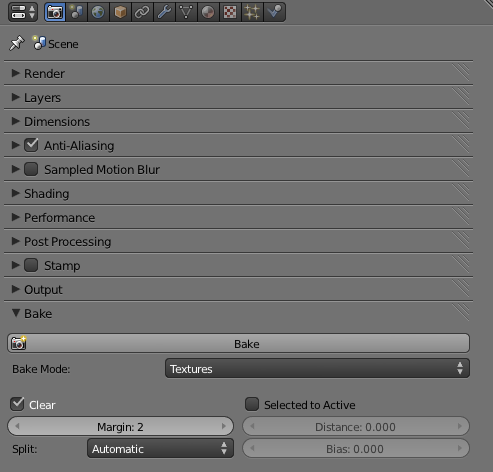 Scene
Render
Layers
Dimensions
Anti-Aliasing
Sampled Motion Blur
Shading
Performance
Post Processing
Stamp
Output
Bake
Bake
Bake Mode: Textures
Clear Selected to Active
Margin: 2 Distance: 0.000
Split: Automatic Bias: 0.000